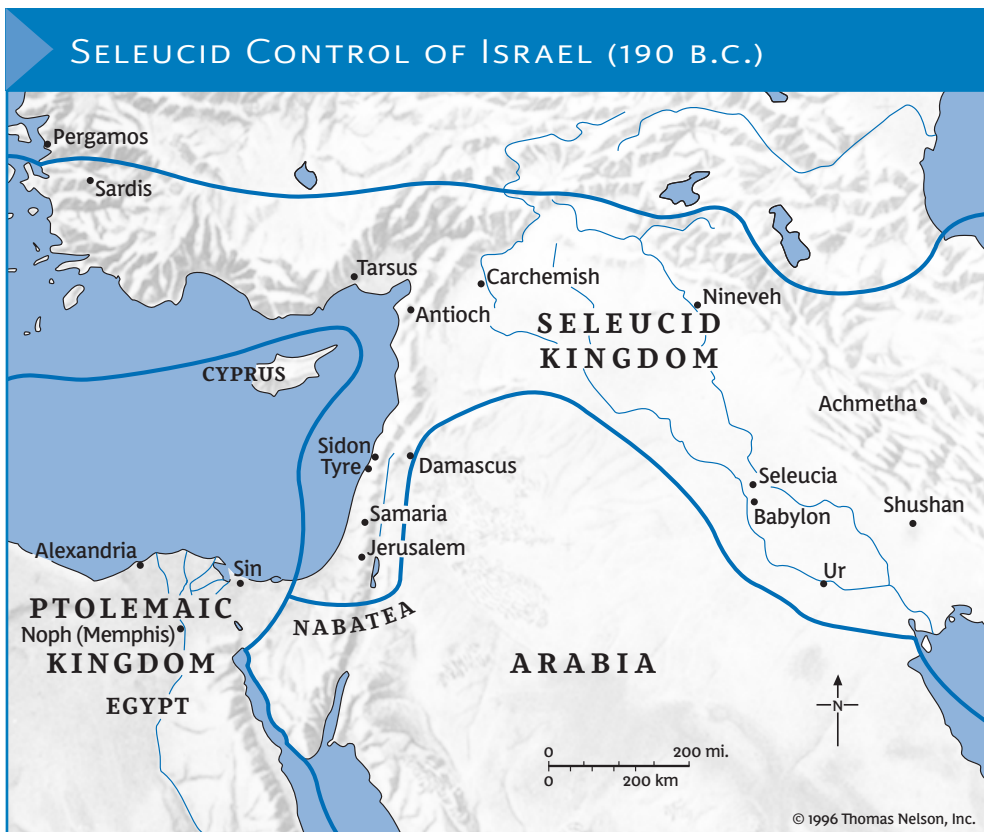 SELEUCID CONTROL OF ISRAEL (190 B.C.)
Pergamos
Sardis
Tarsus
Carchemish
Antioch
Nineveh
SELEUCID
KINGDOM
CYPRUS
Achmetha
Sidon
Tyre
Damascus
Seleucia
Babylon
Shushan
Samaria
Jerusalem
Alexandria
Sin
Ur
PTOLEMAIC
Noph (Memphis)
KINGDOM
NABATEA
ARABIA
EGYPT
N
0 200 mi.
0 200 km
© 1996 Thomas Nelson, Inc.